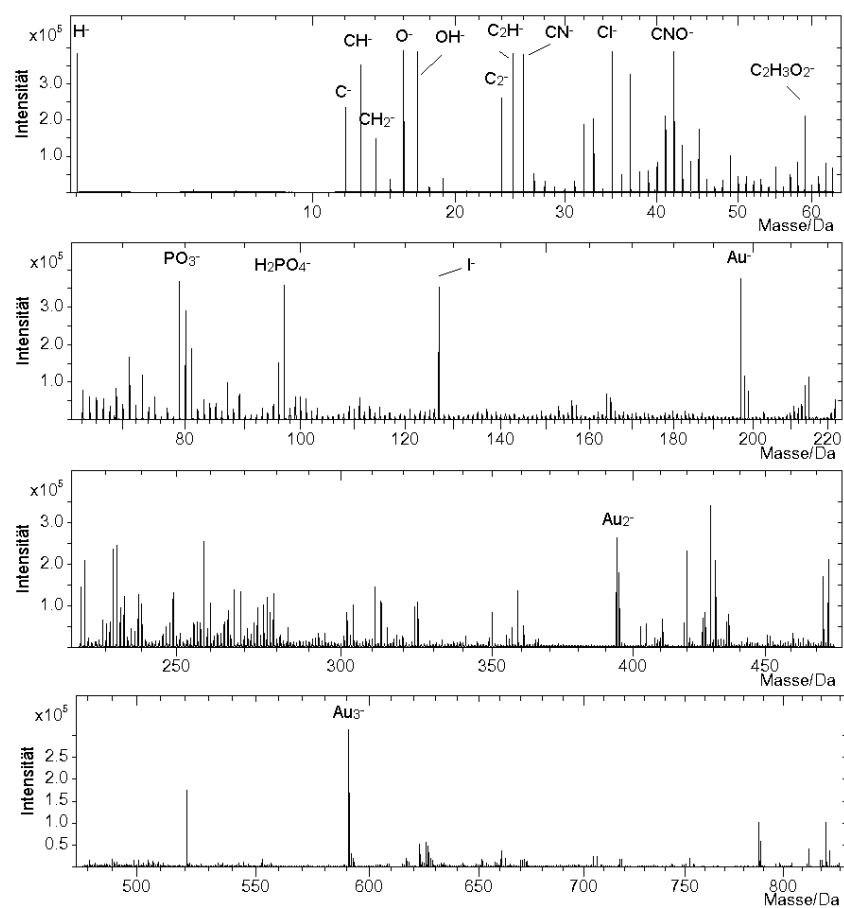 x10⁵
H⁻ CH⁻ O⁻ OH⁻ C₂H⁻ CN⁻ Cl⁻ CNO⁻
C⁻ CH₂⁻ C₂⁻ C₂H₃O₂⁻
Intensität
3.0
2.0
1.0
10 20 30 40 50 60
Masse/Da
x10⁵
PO₃⁻ H₂PO₄⁻ I⁻ Au⁻
Intensität
3.0
2.0
1.0
80 100 120 140 160 180 200 220
Masse/Da
x10⁵
Au₂⁻
Intensität
3.0
2.0
1.0
250 300 350 400 450
Masse/Da
x10⁵
Au₃⁻
Intensität
2.5
2.0
1.5
1.0
0.5
500 550 600 650 700 750 800
Masse/Da